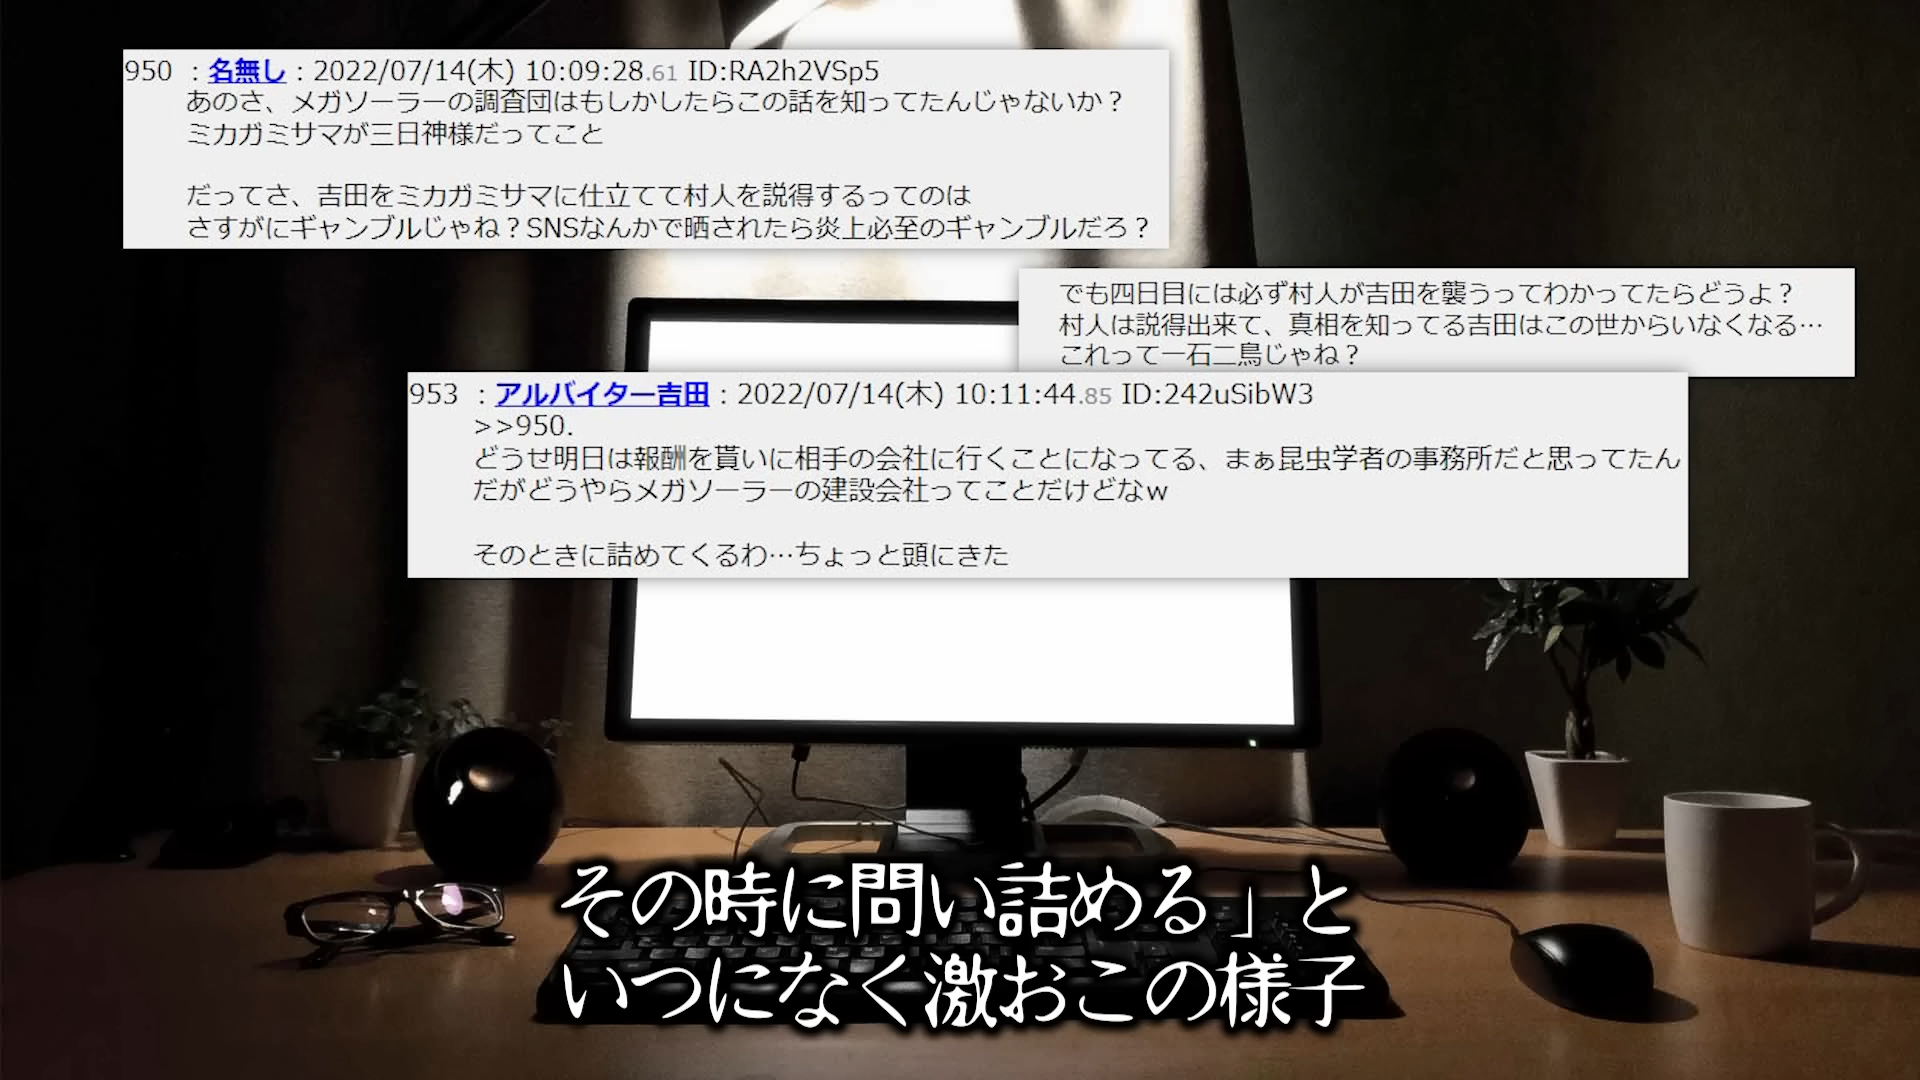 950 ：名無し：2022/07/14(木) 10:09:28.61 ID:RA2h2VSp5
あのさ、メガソーラーの調査団はもしかしたらこの話を知ってたんじゃないか？
ミカガミサマが三日神様だってこと
だってさ、吉田をミカガミサマに仕立てて村人を説得するってのは
さすがにギャンブルじゃね？SNSなんかで晒されたら炎上必至のギャンブルだろ？
でも四日目には必ず村人が吉田を襲うってわかってたらどうよ？
村人は説得出来て、真相を知ってる吉田はこの世からいなくなる…
これって一石二鳥じゃね？
953 ：アルバイター吉田：2022/07/14(木) 10:11:44.85 ID:242uSibW3
>>950.
どうせ明日は報酬を貰いに相手の会社に行くことになってる、まぁ昆虫学者の事務所だと思ってたん
だがどうやらメガソーラーの建設会社ってことだけどなｗ
そのときに詰めてくるわ…ちょっと頭にきた
その時に問い詰める」と
いつになく激おこの様子